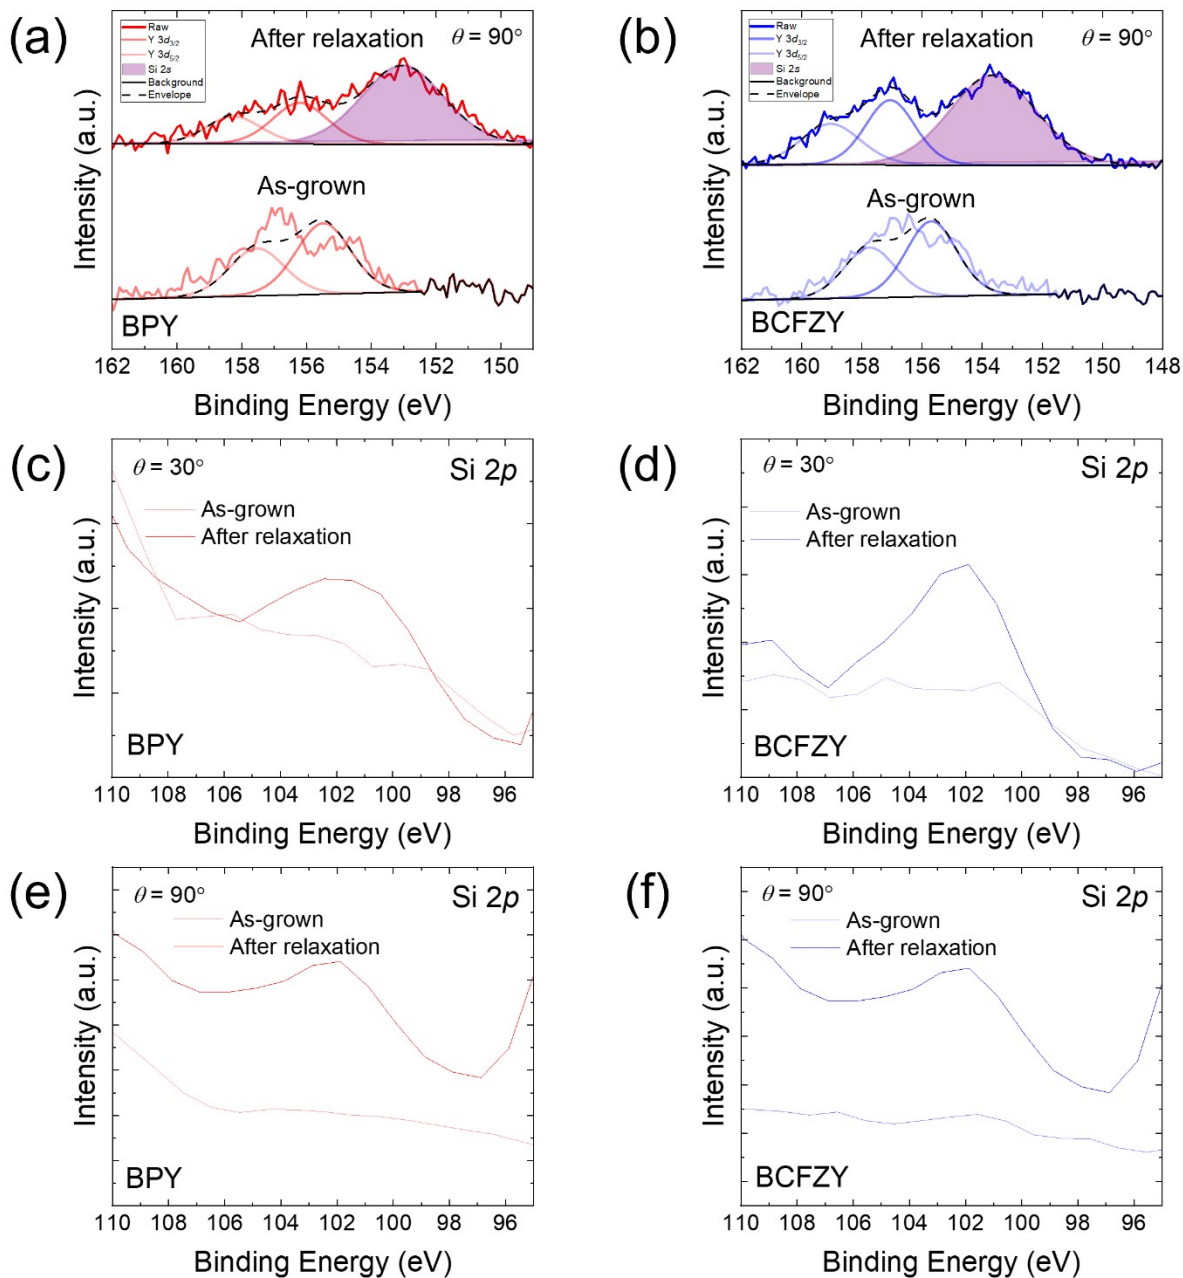 (a)
Raw
Y 3d3/2
Y 3d5/2
Si 2s
Background
Envelope
After relaxation
θ = 90°
As-grown
BPY
Intensity (a.u.)
162 160 158 156 154 152 150
Binding Energy (eV)
(b)
Raw
Y 3d3/2
Y 3d5/2
Si 2s
Background
Envelope
After relaxation
θ = 90°
As-grown
BCFZY
Intensity (a.u.)
162 160 158 156 154 152 150 148
Binding Energy (eV)
(c)
θ = 30°
Si 2p
As-grown
After relaxation
BPY
Intensity (a.u.)
110 108 106 104 102 100 98 96
Binding Energy (eV)
(d)
θ = 30°
Si 2p
As-grown
After relaxation
BCFZY
Intensity (a.u.)
110 108 106 104 102 100 98 96
Binding Energy (eV)
(e)
θ = 90°
Si 2p
As-grown
After relaxation
BPY
Intensity (a.u.)
110 108 106 104 102 100 98 96
Binding Energy (eV)
(f)
θ = 90°
Si 2p
As-grown
After relaxation
BCFZY
Intensity (a.u.)
110 108 106 104 102 100 98 96
Binding Energy (eV)